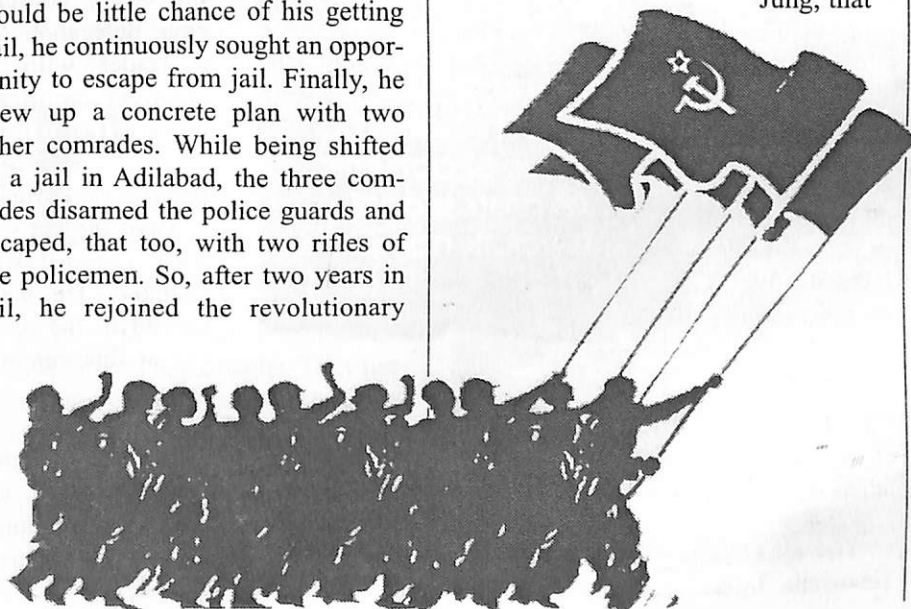 ould be little chance of his getting
ail, he continuously sought an oppor-
nity to escape from jail. Finally, he
ew up a concrete plan with two
her comrades. While being shifted
a jail in Adilabad, the three com-
des disarmed the police guards and
caped, that too, with two rifles of
e policemen. So, after two years in
il, he rejoined the revolutionary
Jung, that